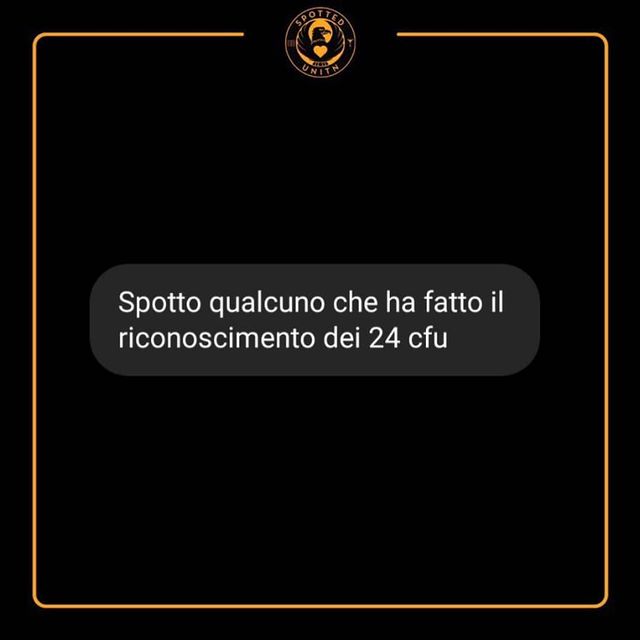 SPOTTED
UNITN
Spotto qualcuno che ha fatto il
riconoscimento dei 24 cfu